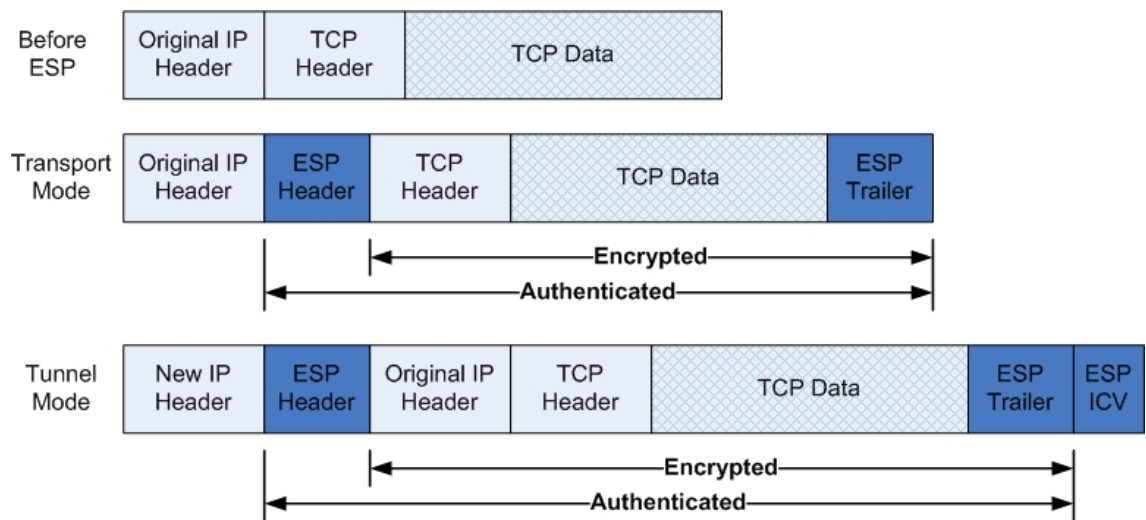 Before
ESP
Original IP
Header
TCP
Header
TCP Data
Transport
Mode
Original IP
Header
ESP
Header
TCP
Header
TCP Data
ESP
Trailer
Encrypted
Authenticated
Tunnel
Mode
New IP
Header
ESP
Header
Original IP
Header
TCP
Header
TCP Data
ESP
Trailer
ESP
ICV
Encrypted
Authenticated